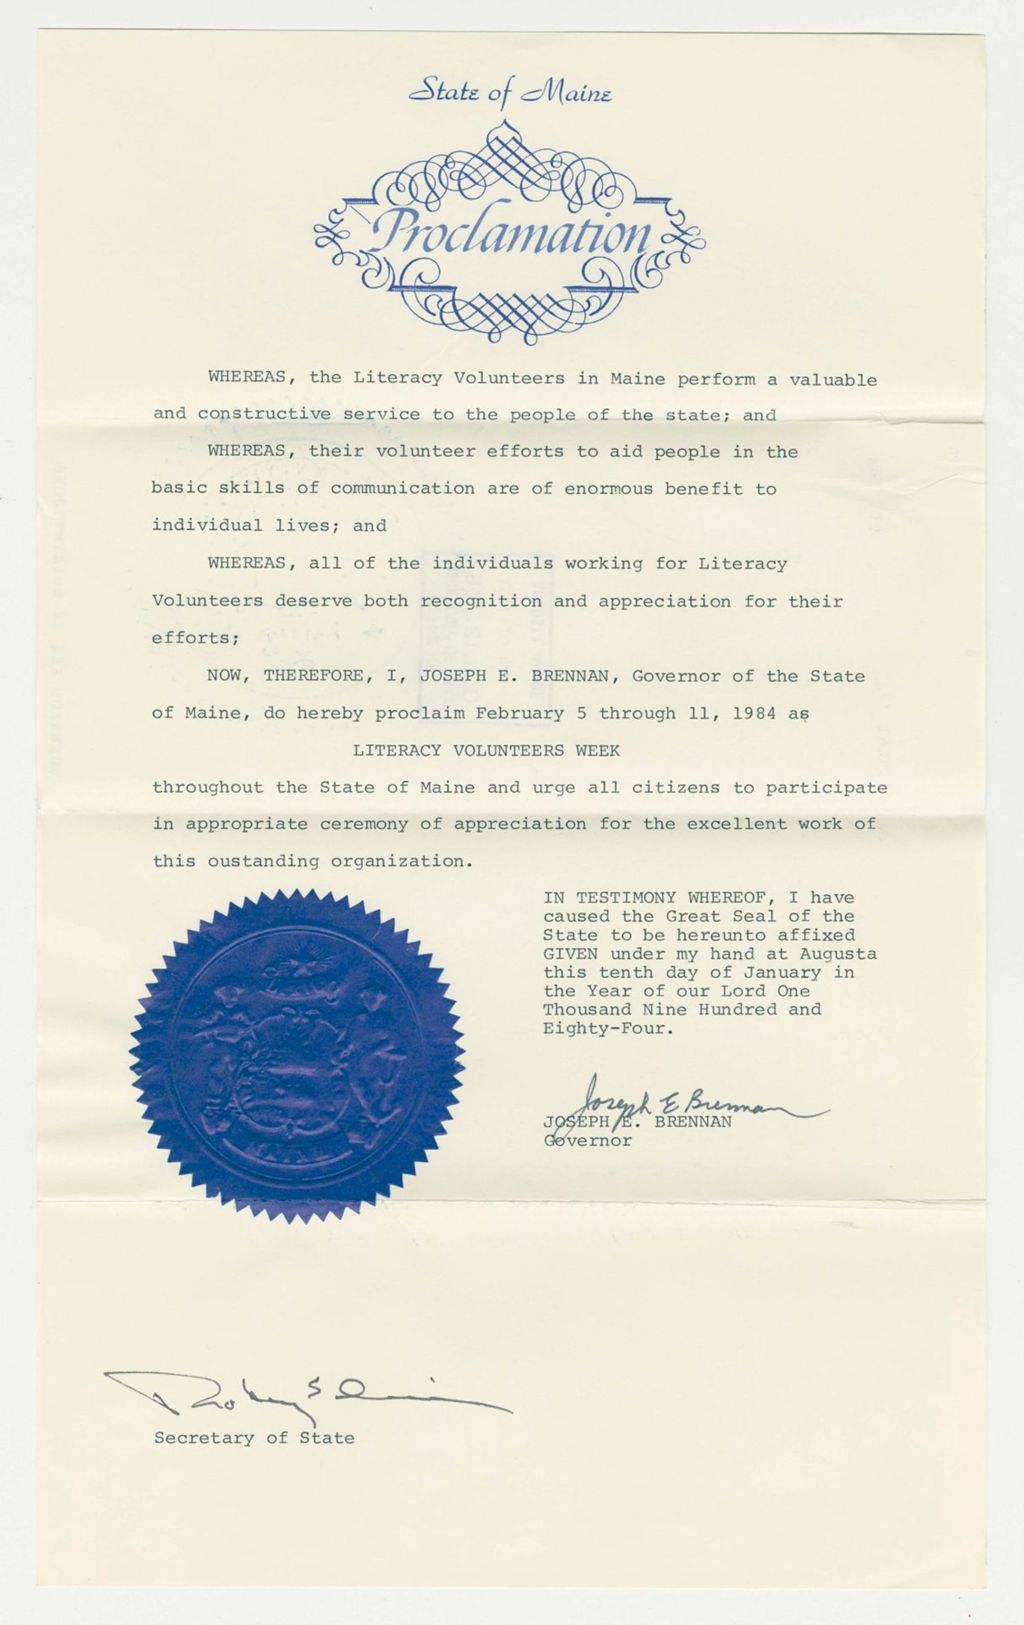 State of Maine
Proclamation
WHEREAS, the Literacy Volunteers in Maine perform a valuable
and constructive service to the people of the state; and
WHEREAS, their volunteer efforts to aid people in the
basic skills of communication are of enormous benefit to
individual lives; and
WHEREAS, all of the individuals working for Literacy
Volunteers deserve both recognition and appreciation for their
efforts;
NOW, THEREFORE, I, JOSEPH E. BRENNAN, Governor of the State
of Maine, do hereby proclaim February 5 through 11, 1984 as
LITERACY VOLUNTEERS WEEK
throughout the State of Maine and urge all citizens to participate
in appropriate ceremony of appreciation for the excellent work of
this oustanding organization.
IN TESTIMONY WHEREOF, I have
caused the Great Seal of the
State to be hereunto affixed
GIVEN under my hand at Augusta
this tenth day of January in
the Year of our Lord One
Thousand Nine Hundred and
Eighty-Four.
Joseph E Brennan
JOSEPH E. BRENNAN
Governor
MAINE
Secretary of State